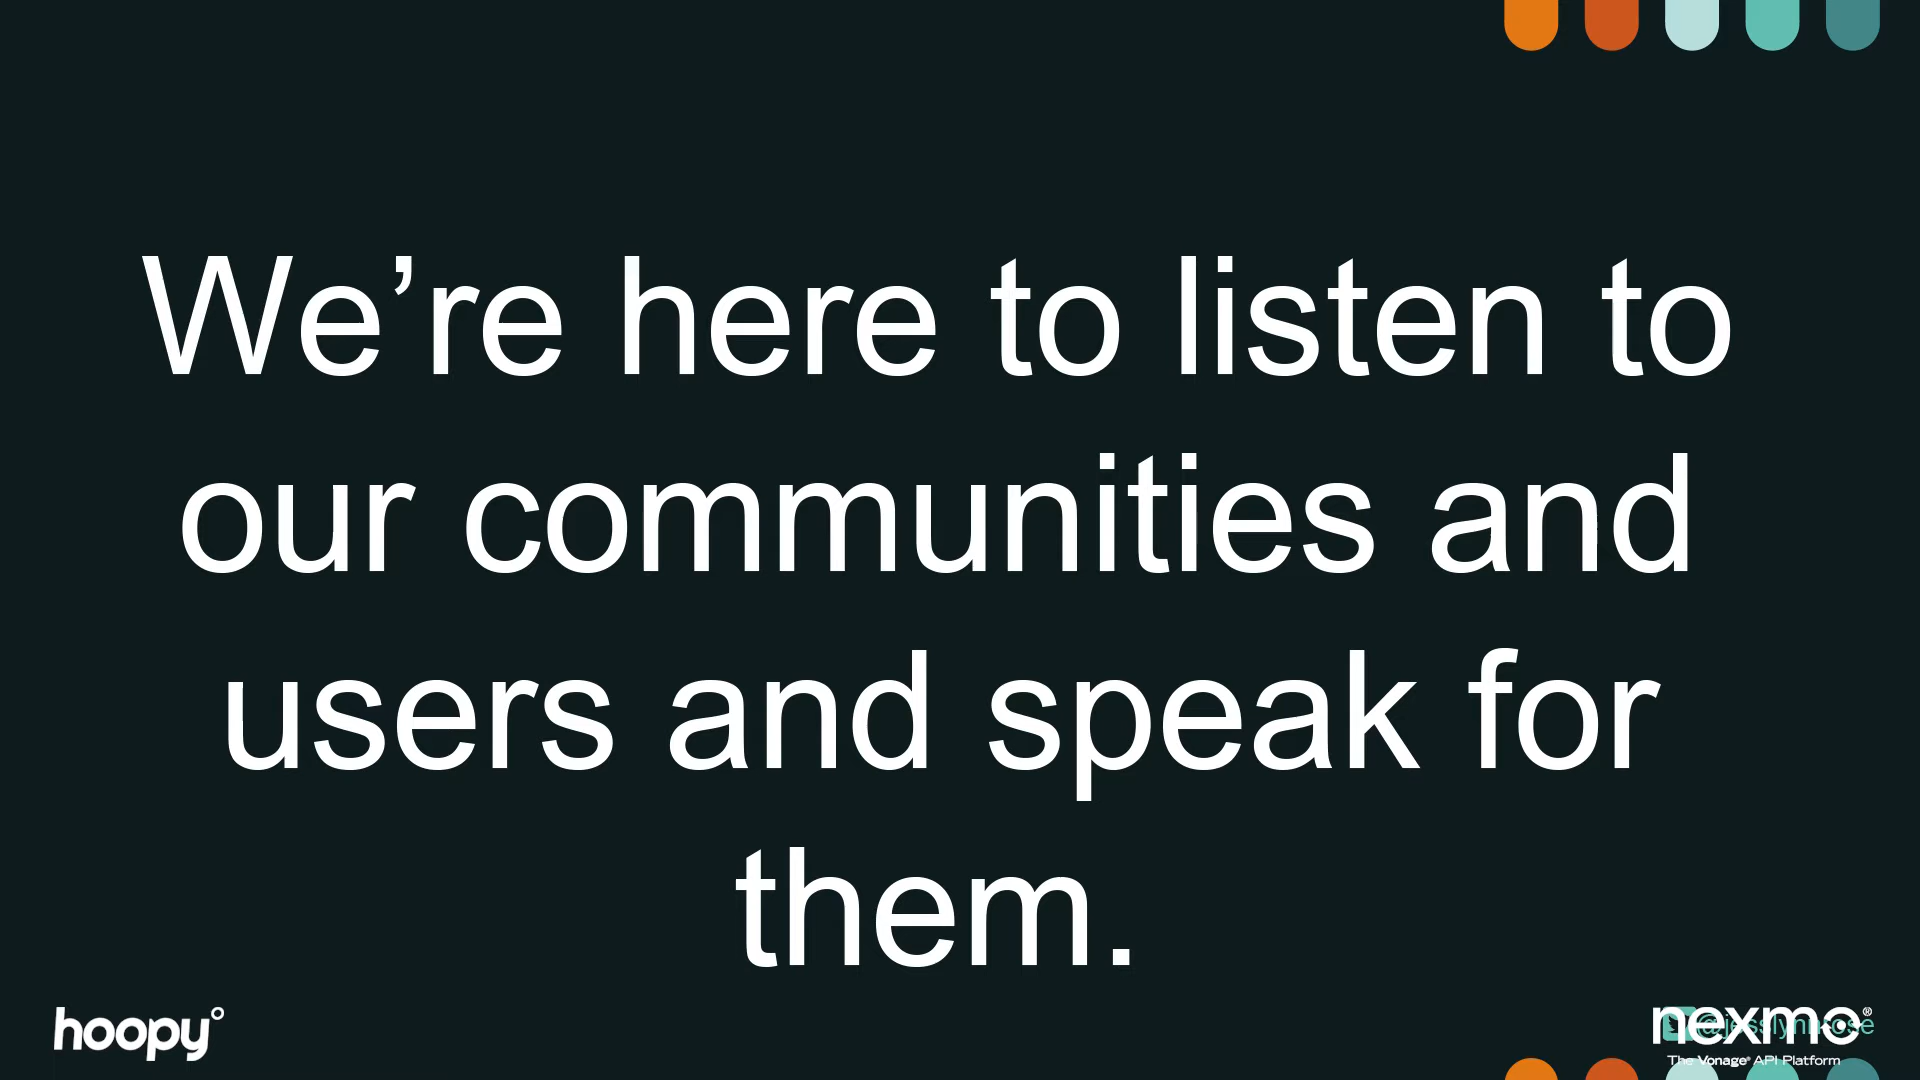 We’re here to listen to
our communities and
users and speak for
them.
hoopy°
nexmo®
@jesslynnrose
The Vonage® API Platform